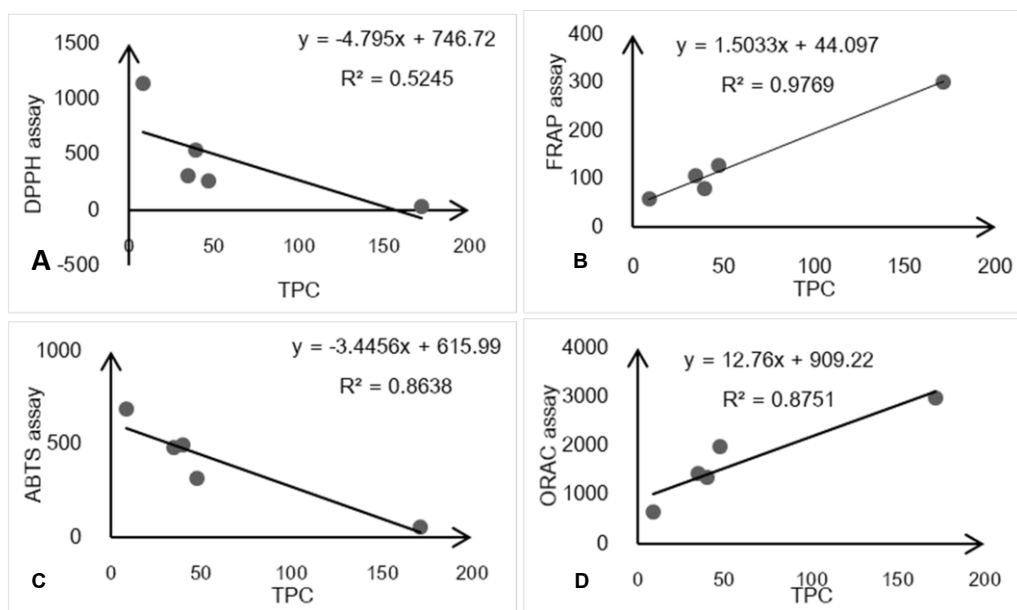 y = -4.795x + 746.72
R² = 0.5245
DPPH assay
1500
1000
500
0
-500
0 50 100 150 200
TPC
A
y = 1.5033x + 44.097
R² = 0.9769
FRAP assay
400
300
200
100
0
0 50 100 150 200
TPC
B
y = -3.4456x + 615.99
R² = 0.8638
ABTS assay
1000
500
0
0 50 100 150 200
TPC
C
y = 12.76x + 909.22
R² = 0.8751
ORAC assay
4000
3000
2000
1000
0
0 50 100 150 200
TPC
D